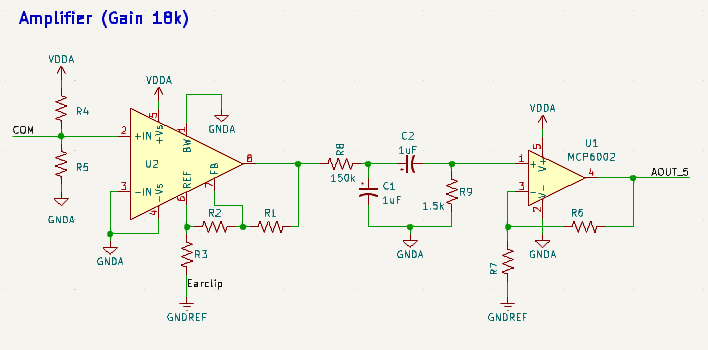 Amplifier (Gain 10k)
VDDA
VDDA
R4
GNDA
COM
2
+IN
+Vs
5
1
BW
8
U2
R5
3
-IN
-Vs
4
REF
6
FB
7
GNDA
GNDA
R2
R1
R3
Earclip
GNDREF
R8
150k
C2
1uF
C1
1uF
R9
1.5k
GNDA
VDDA
U1
MCP6002
1
+
V+
5
3
-
V-
2
4
AOUT_5
R6
GNDA
R7
GNDREF